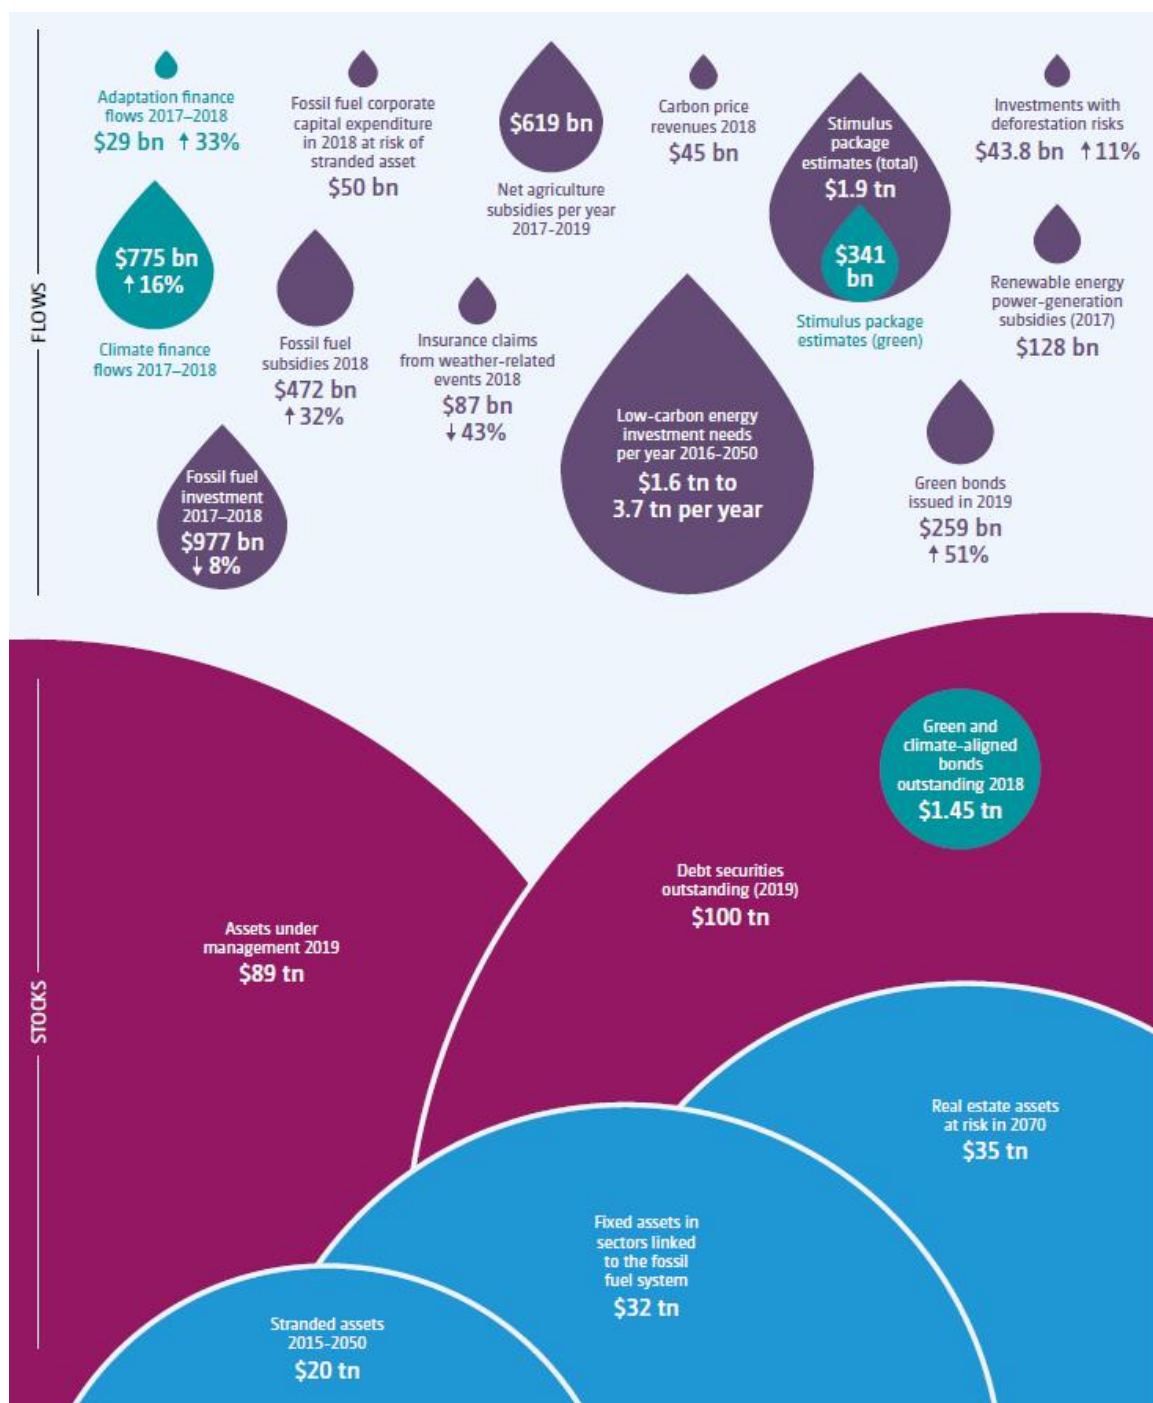 FLOWS
Adaptation finance
flows 2017–2018
$29 bn ↑33%
Fossil fuel corporate
capital expenditure
in 2018 at risk of
stranded asset
$50 bn
$619 bn
Net agriculture
subsidies per year
2017-2019
Carbon price
revenues 2018
$45 bn
Stimulus
package
estimates (total)
$1.9 tn
$341
bn
Stimulus package
estimates (green)
Investments with
deforestation risks
$43.8 bn ↑11%
$775 bn
↑16%
Climate finance
flows 2017–2018
Fossil fuel
subsidies 2018
$472 bn
↑32%
Insurance claims
from weather-related
events 2018
$87 bn
↓43%
Renewable energy
power-generation
subsidies (2017)
$128 bn
Fossil fuel
investment
2017–2018
$977 bn
↓8%
Low-carbon energy
investment needs
per year 2016-2050
$1.6 tn to
3.7 tn per year
Green bonds
issued in 2019
$259 bn
↑51%
STOCKS
Green and
climate-aligned
bonds
outstanding 2018
$1.45 tn
Debt securities
outstanding (2019)
$100 tn
Assets under
management 2019
$89 tn
Real estate assets
at risk in 2070
$35 tn
Fixed assets in
sectors linked
to the fossil
fuel system
$32 tn
Stranded assets
2015-2050
$20 tn